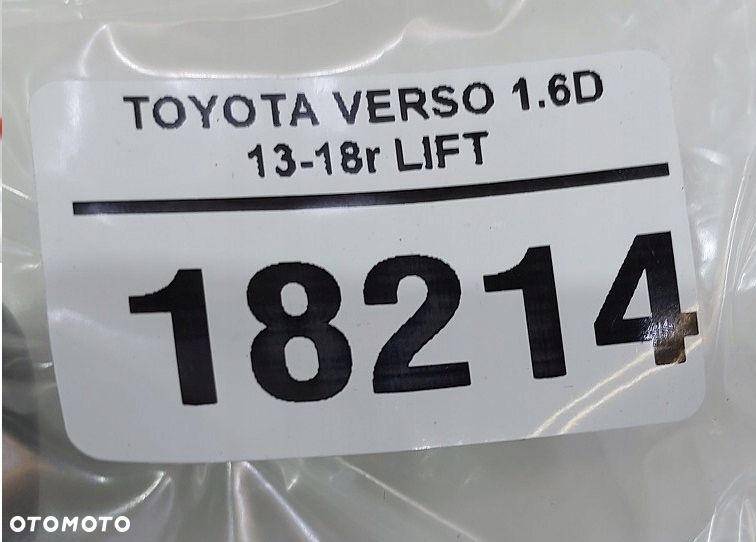 TOYOTA VERSO 1.6D
13-18r LIFT
18214
OTOMOTO